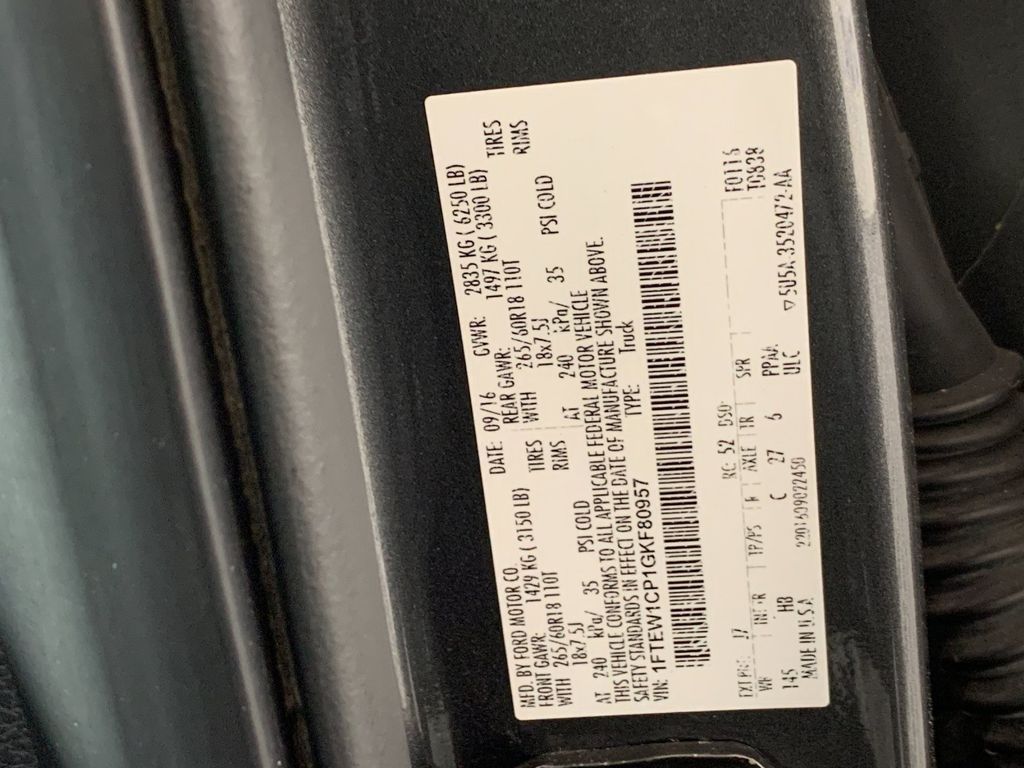 MFD. BY FORD MOTOR CO. DATE: 09/16 GVWR: 2835 KG ( 6250 LB)
FRONT GAWR: 1429 KG ( 3150 LB) REAR GAWR: 1497 KG ( 3300 LB)
WITH 265/60R18 110T TIRES WITH 265/60R18 110T TIRES
18x7.5J RIMS 18x7.5J RIMS
AT 240 kPa/ 35 PSI COLD AT 240 kPa/ 35 PSI COLD
THIS VEHICLE CONFORMS TO ALL APPLICABLE FEDERAL MOTOR VEHICLE
SAFETY STANDARDS IN EFFECT ON THE DATE OF MANUFACTURE SHOWN ABOVE.
VIN: 1FTEW1CP1GKF80957 TYPE: Truck
F0116
T0838
EXT PNT: J7 RC: 52 DSO:
WB INT TR TP/PS R AXLE TR SPR
145 HB C 27 6 PPAA
MADE IN U.S.A. ULC
2201609022450 ▽5U5A-3520472-AA